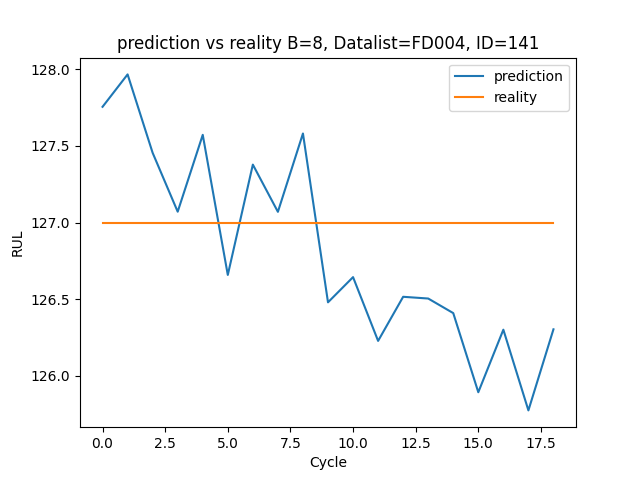 prediction vs reality B=8, Datalist=FD004, ID=141
prediction
reality
128.0
127.5
127.0
126.5
126.0
RUL
0.0 2.5 5.0 7.5 10.0 12.5 15.0 17.5
Cycle